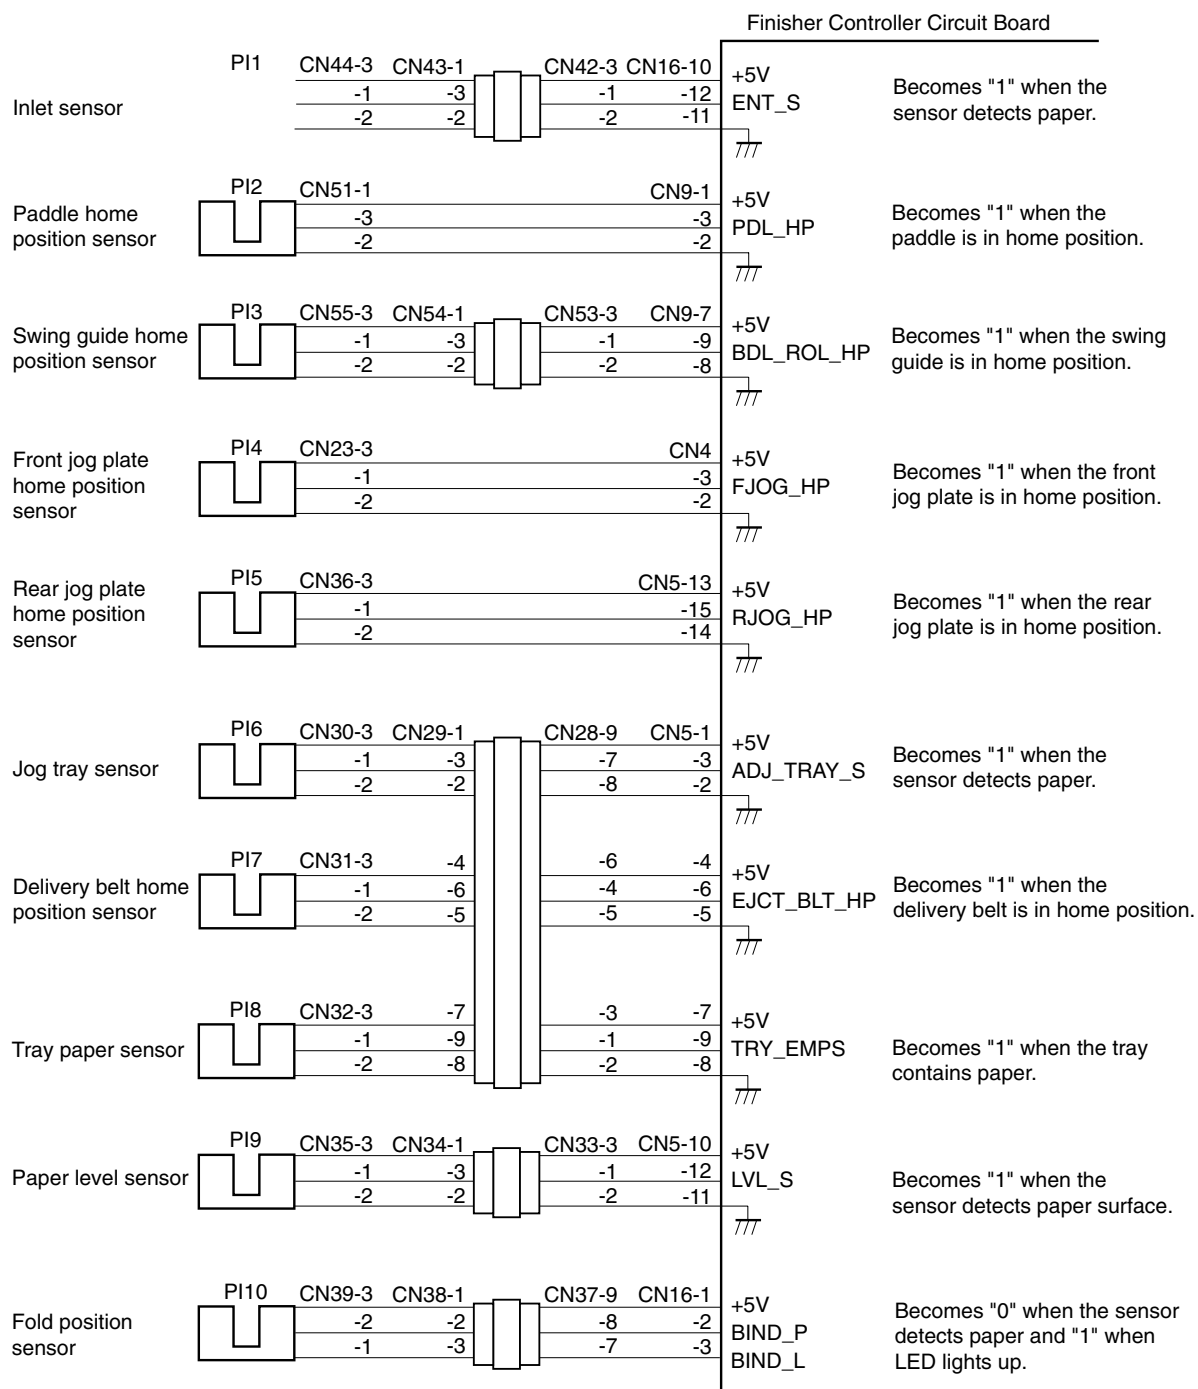 Finisher Controller Circuit Board
PI1 CN44-3 CN43-1 CN42-3 CN16-10 +5V
Inlet sensor -1 -3 -1 -12 ENT_S Becomes "1" when the
-2 -2 -2 -11 sensor detects paper.
PI2 CN51-1 CN9-1 +5V
Paddle home -3 -3 PDL_HP Becomes "1" when the
position sensor -2 -2 paddle is in home position.
PI3 CN55-3 CN54-1 CN53-3 CN9-7 +5V
Swing guide home -1 -3 -1 -9 BDL_ROL_HP Becomes "1" when the swing
position sensor -2 -2 -2 -8 guide is in home position.
PI4 CN23-3 CN4 +5V
Front jog plate -1 -3 FJOG_HP Becomes "1" when the front
home position -2 -2 jog plate is in home position.
sensor
PI5 CN36-3 CN5-13 +5V
Rear jog plate -1 -15 RJOG_HP Becomes "1" when the rear
home position -2 -14 jog plate is in home position.
sensor
PI6 CN30-3 CN29-1 CN28-9 CN5-1 +5V
Jog tray sensor -1 -3 -7 -3 ADJ_TRAY_S Becomes "1" when the
-2 -2 -8 -2 sensor detects paper.
PI7 CN31-3 -4 -6 -4 +5V
Delivery belt home -1 -6 -4 -6 EJCT_BLT_HP Becomes "1" when the
position sensor -2 -5 -5 -5 delivery belt is in home position.
PI8 CN32-3 -7 -3 -7 +5V
Tray paper sensor -1 -9 -1 -9 TRY_EMPS Becomes "1" when the tray
-2 -8 -2 -8 contains paper.
PI9 CN35-3 CN34-1 CN33-3 CN5-10 +5V
Paper level sensor -1 -3 -1 -12 LVL_S Becomes "1" when the
-2 -2 -2 -11 sensor detects paper surface.
PI10 CN39-3 CN38-1 CN37-9 CN16-1 +5V
Fold position -2 -2 -8 -2 BIND_P Becomes "0" when the sensor
sensor -1 -3 -7 -3 BIND_L detects paper and "1" when
LED lights up.